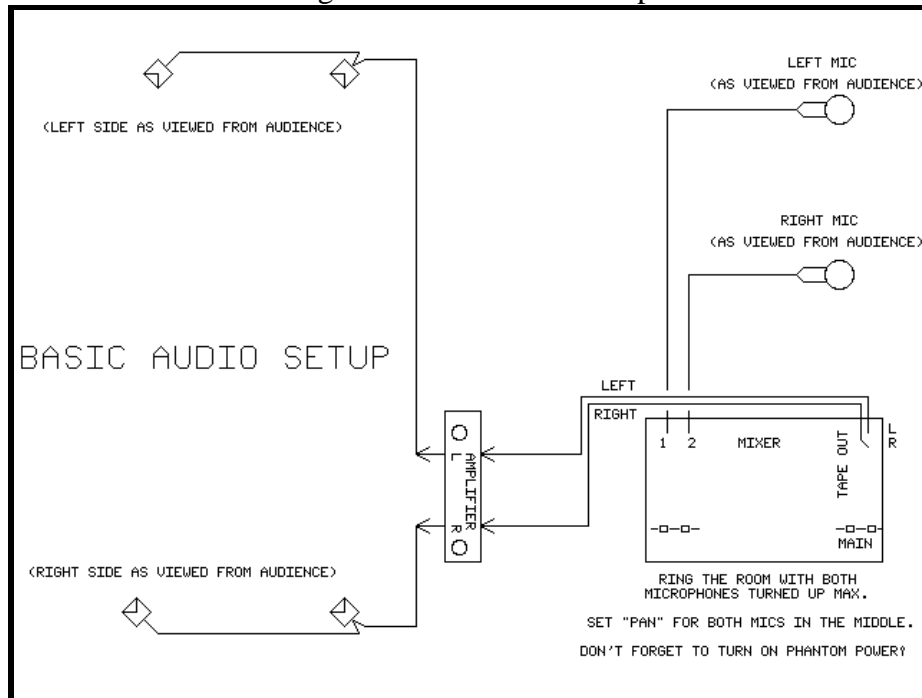 LEFT MIC
(AS VIEWED FROM AUDIENCE)
(LEFT SIDE AS VIEWED FROM AUDIENCE)
RIGHT MIC
(AS VIEWED FROM AUDIENCE)
BASIC AUDIO SETUP
LEFT
RIGHT
L
R
AMPLIFIER
1 2 MIXER
TAPE OUT
L
R
MAIN
(RIGHT SIDE AS VIEWED FROM AUDIENCE)
RING THE ROOM WITH BOTH
MICROPHONES TURNED UP MAX.
SET "PAN" FOR BOTH MICS IN THE MIDDLE.
DON'T FORGET TO TURN ON PHANTOM POWER?